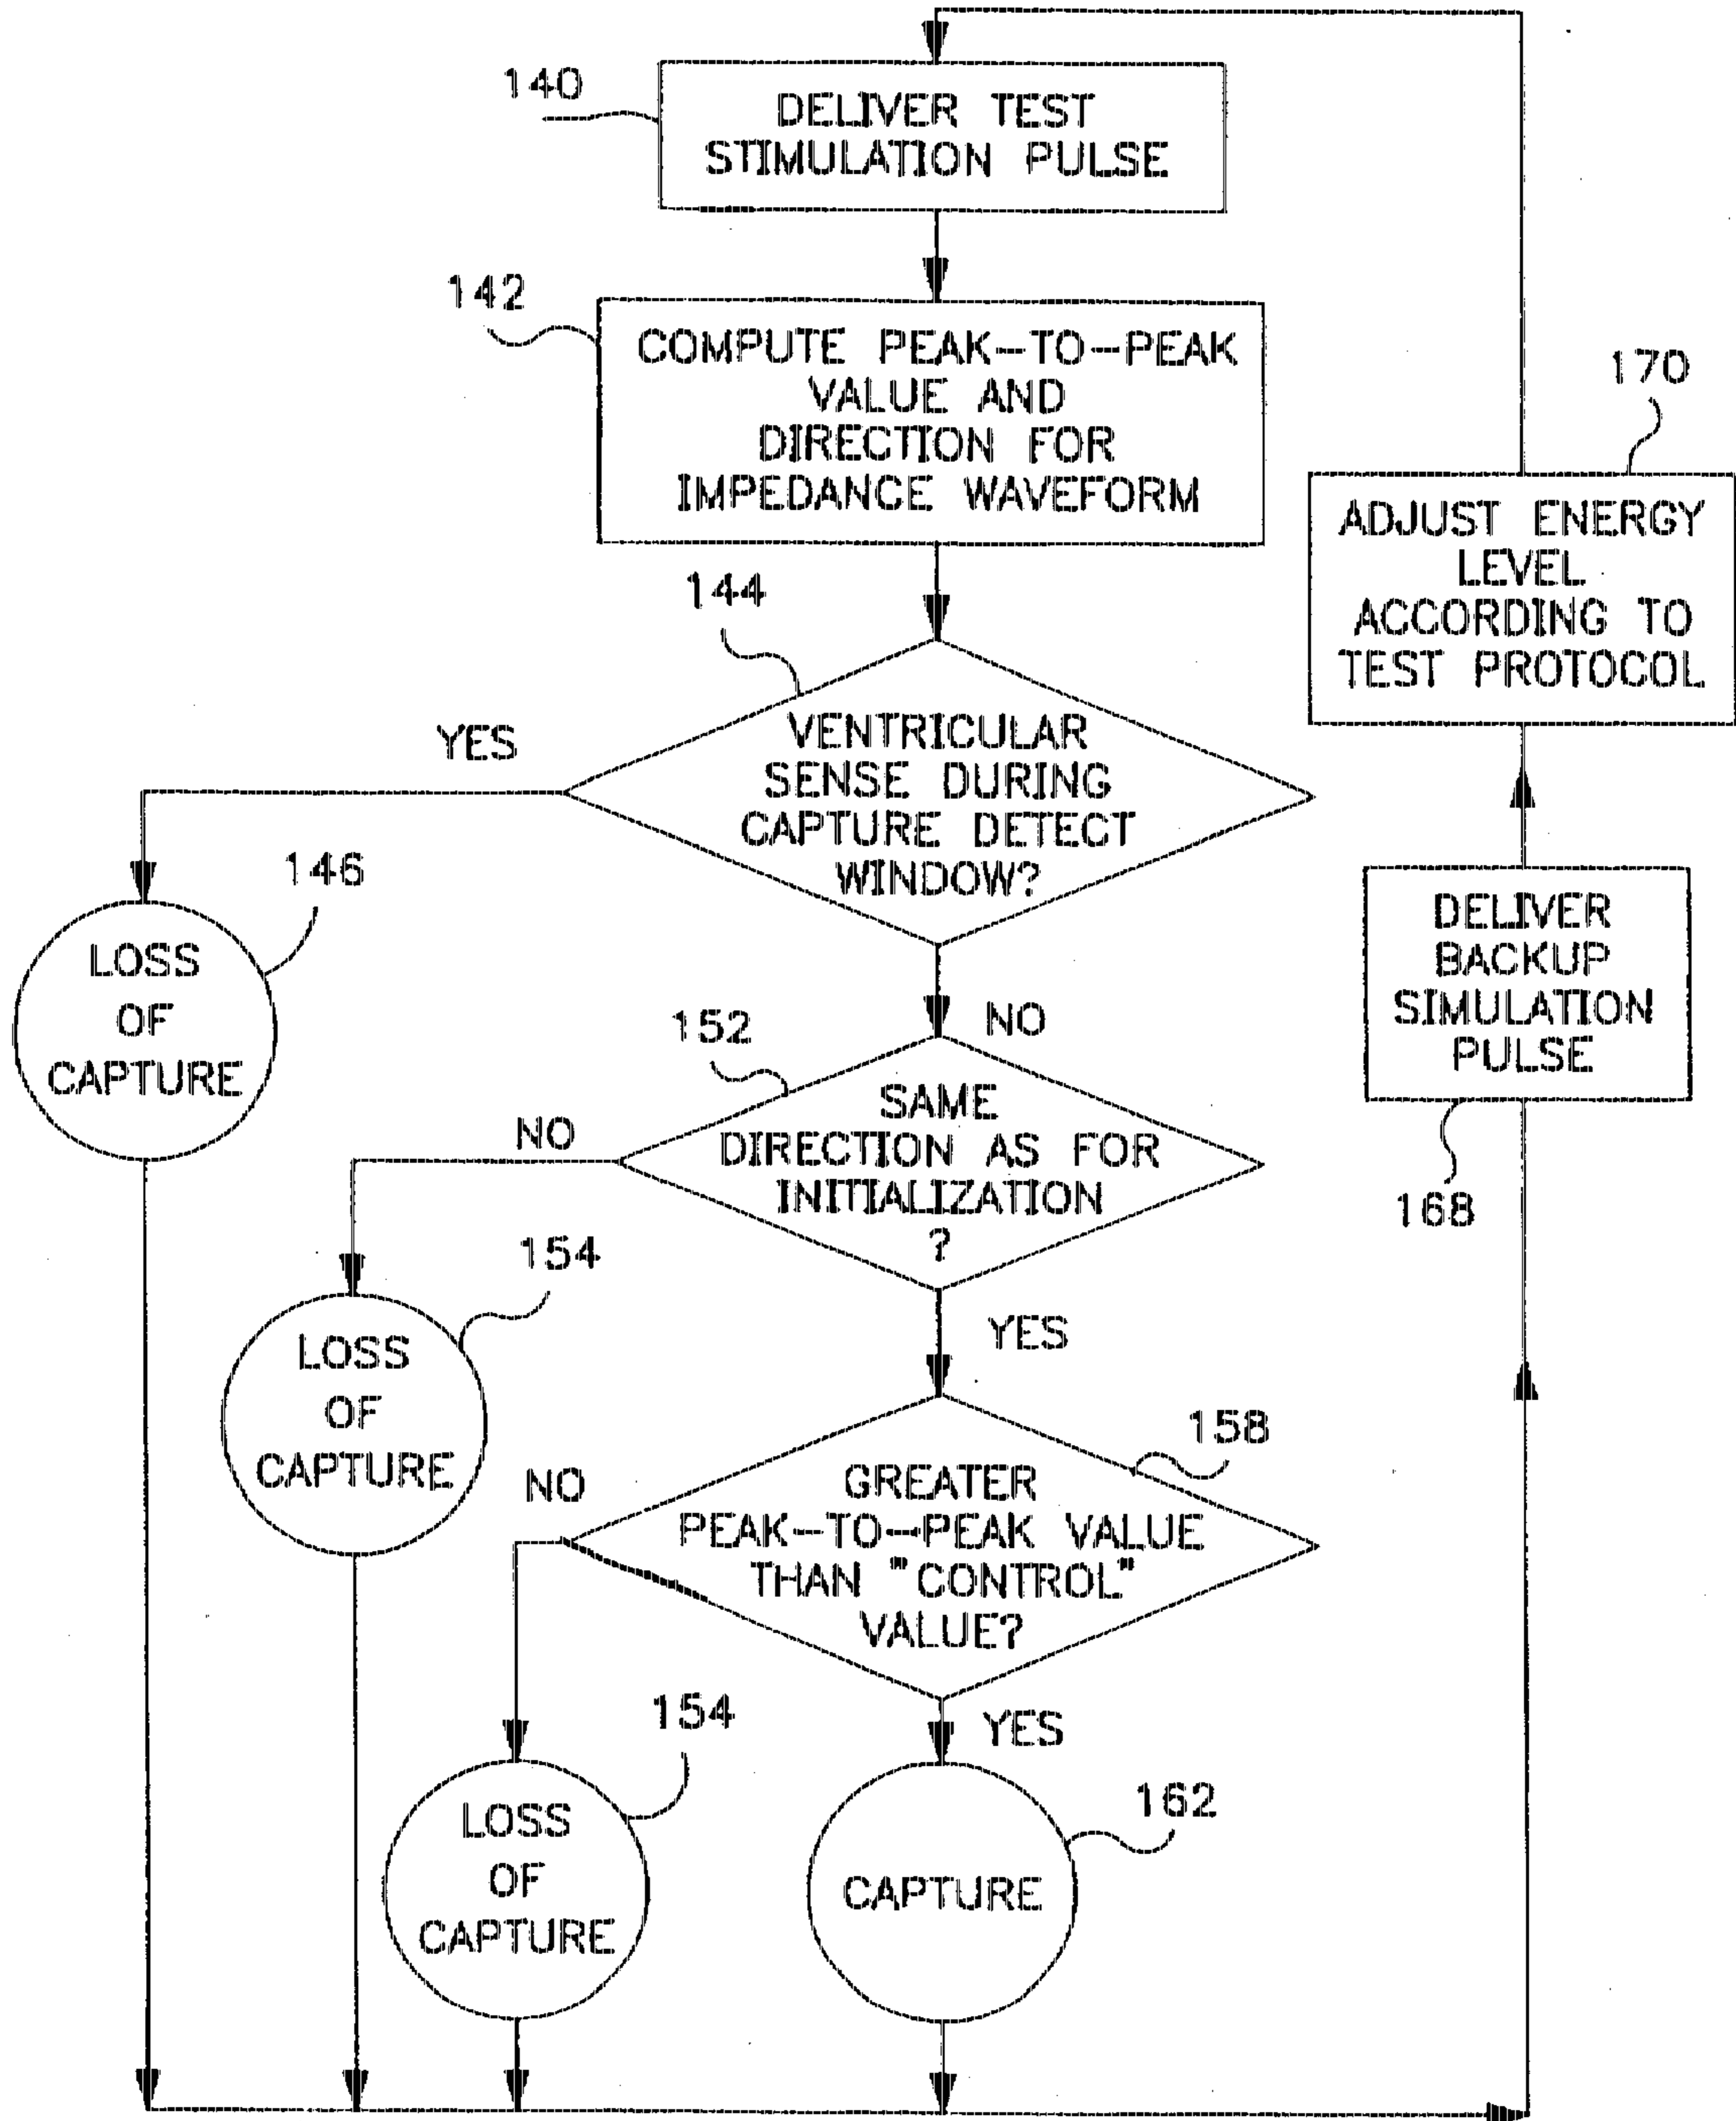 140
DELIVER TEST
STIMULATION PULSE
142
COMPUTE PEAK-TO-PEAK
VALUE AND
DIRECTION FOR
IMPEDANCE WAVEFORM
170
ADJUST ENERGY
LEVEL
ACCORDING TO
TEST PROTOCOL
144
VENTRICULAR
SENSE DURING
CAPTURE DETECT
WINDOW?
YES
146
LOSS
OF
CAPTURE
NO
DELIVER
BACKUP
SIMULATION
PULSE
168
152
SAME
DIRECTION AS FOR
INITIALIZATION
?
NO
154
LOSS
OF
CAPTURE
YES
158
GREATER
PEAK-TO-PEAK VALUE
THAN "CONTROL"
VALUE?
NO
154
LOSS
OF
CAPTURE
YES
162
CAPTURE